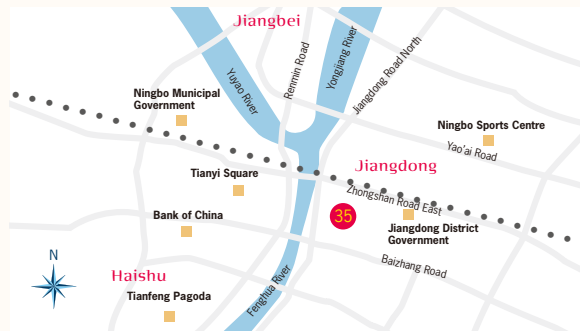 Jiangbei
Yuyao River
Renmin Road
Yongjiang River
Jiangdong Road North
Ningbo Municipal
Government
Ningbo Sports Centre
Yao'ai Road
Jiangdong
Tianyi Square
Zhongshan Road East
Bank of China
35
Jiangdong District
Government
Baizhang Road
N
Haishu
Fenghua River
Tianfeng Pagoda